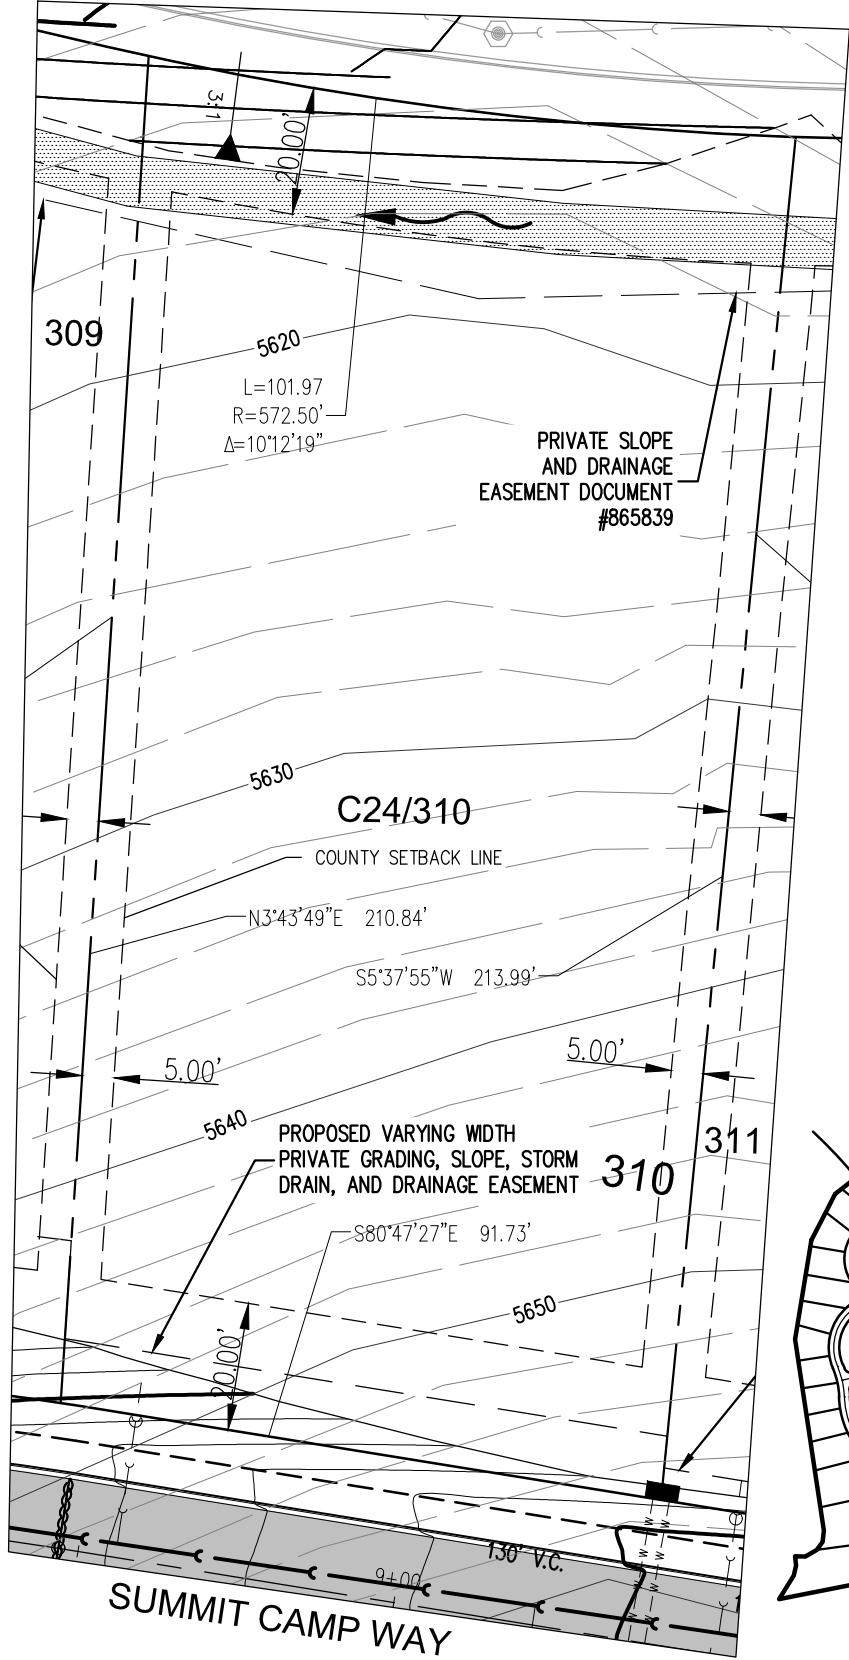 3:1
20.00'
309
5620
L=101.97
R=572.50'
Δ=10°12'19"
PRIVATE SLOPE
AND DRAINAGE
EASEMENT DOCUMENT
#865839
5630
C24/310
COUNTY SETBACK LINE
N3°43'49"E 210.84'
S5°37'55"W 213.99'
5.00'
5.00'
5640
PROPOSED VARYING WIDTH
PRIVATE GRADING, SLOPE, STORM
DRAIN, AND DRAINAGE EASEMENT
310
311
S80°47'27"E 91.73'
5650
20.00'
W W
W W
W W
W W
130' V.C.
9+00
SUMMIT CAMP WAY